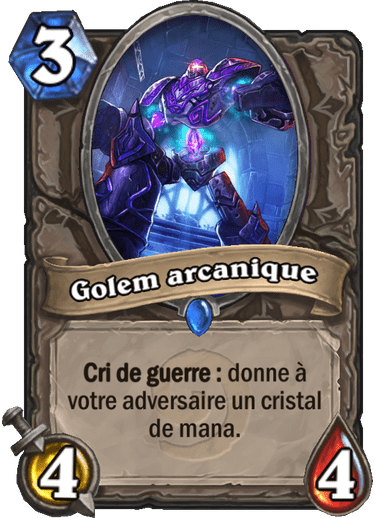 3
Golem arcanique
Cri de guerre : donne à
votre adversaire un cristal
de mana.
4
4